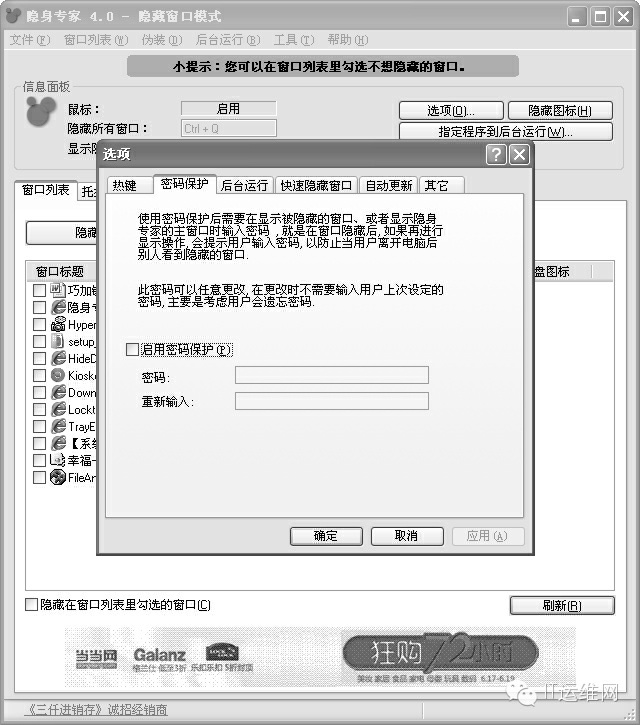 隐身专家 4.0 - 隐藏窗口模式
文件(F) 窗口列表(W) 伪装(D) 后台运行(B) 工具(T) 帮助(H)
小提示：您可以在窗口列表里勾选不想隐藏的窗口。
信息面板
鼠标： 启用 选项(O)... 隐藏图标(H)
隐藏所有窗口： Ctrl + Q 指定程序到后台运行(W)...
选项
热键 密码保护 后台运行 快速隐藏窗口 自动更新 其它
使用密码保护后需要在显示被隐藏的窗口、或者显示隐身
专家的主窗口时输入密码，就是在窗口隐藏后,如果再进行
显示操作,会提示用户输入密码,以防止当用户离开电脑后
别人看到隐藏的窗口.
此密码可以任意更改,在更改时不需要输入用户上次设定的
密码,主要是考虑用户会遗忘密码.
启用密码保护(P)
密码:
重新输入:
确定 取消 应用(A)
显示
窗口列表
隐藏
窗口标题 盘图标
巧加
隐身
Hyper
setup_
HideD
Kiosk
Down
Lockt
TrayE
【系
幸福一
FileAr
隐藏在窗口列表里勾选的窗口(C) 刷新(R)
当当网 Galanz 狂购72小时
格兰仕 低至3折 乐扣乐扣 5折封顶
美妆 家居 食品 家电 母婴 玩具 数码 6.17-6.19
《三仟进销存》诚招经销商
IT运维网